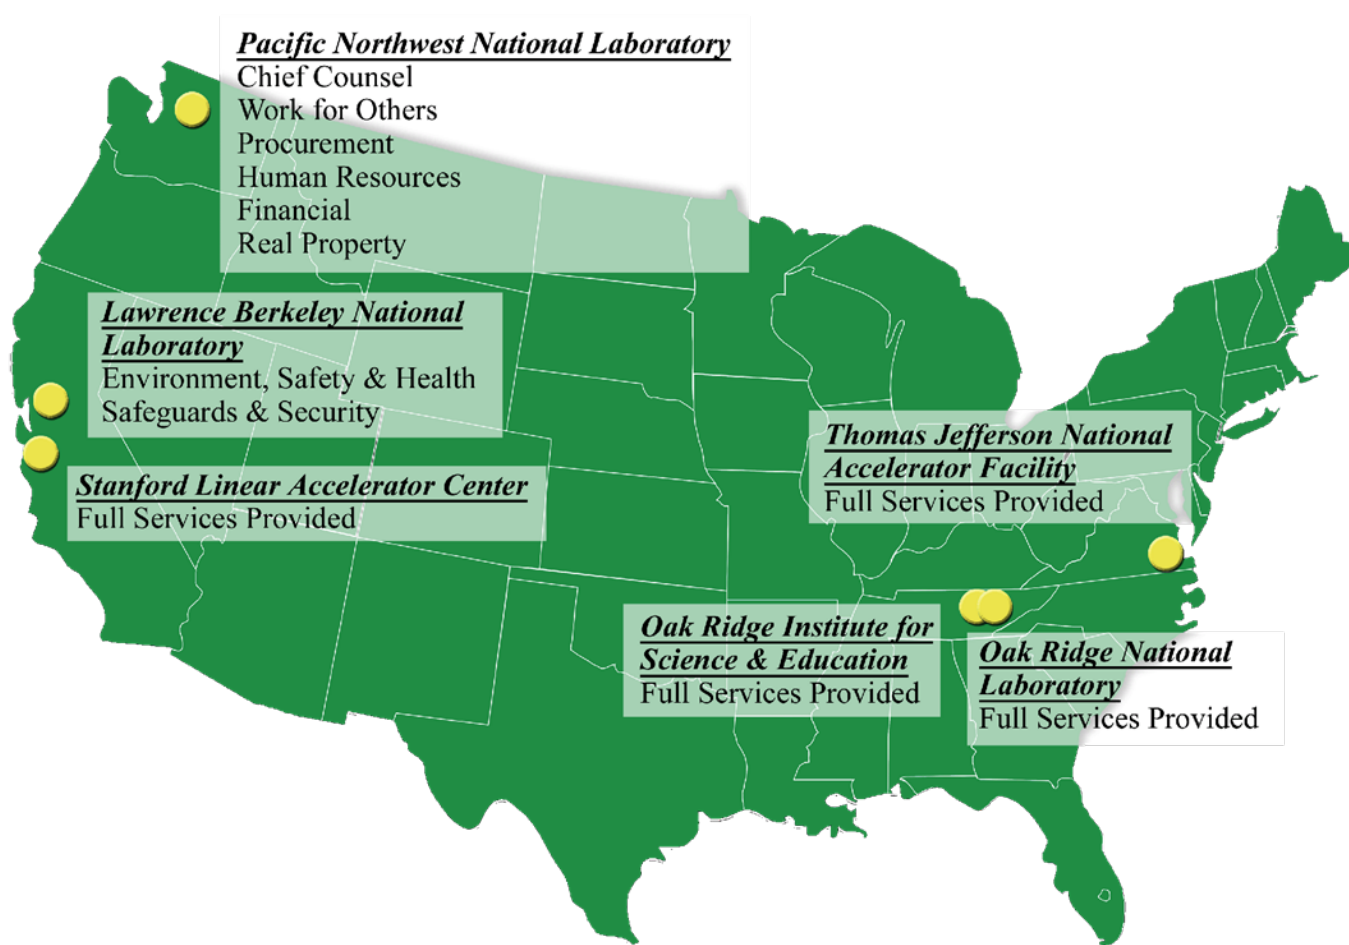 Pacific Northwest National Laboratory
Chief Counsel
Work for Others
Procurement
Human Resources
Financial
Real Property
Lawrence Berkeley National
Laboratory
Environment, Safety & Health
Safeguards & Security
Stanford Linear Accelerator Center
Full Services Provided
Thomas Jefferson National
Accelerator Facility
Full Services Provided
Oak Ridge Institute for
Science & Education
Full Services Provided
Oak Ridge National
Laboratory
Full Services Provided